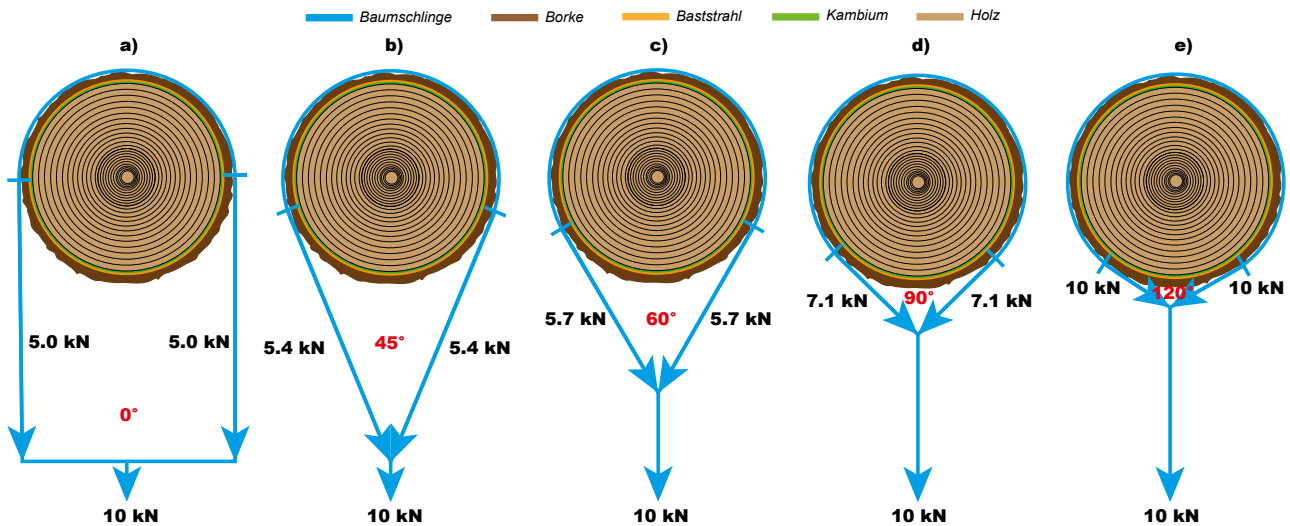 Baumschlinge Borke Baststrahl Kambium Holz
a) b) c) d) e)
5.0 kN 5.0 kN 0° 10 kN
5.4 kN 45° 5.4 kN 10 kN
5.7 kN 60° 5.7 kN 10 kN
7.1 kN 90° 7.1 kN 10 kN
10 kN 120° 10 kN 10 kN